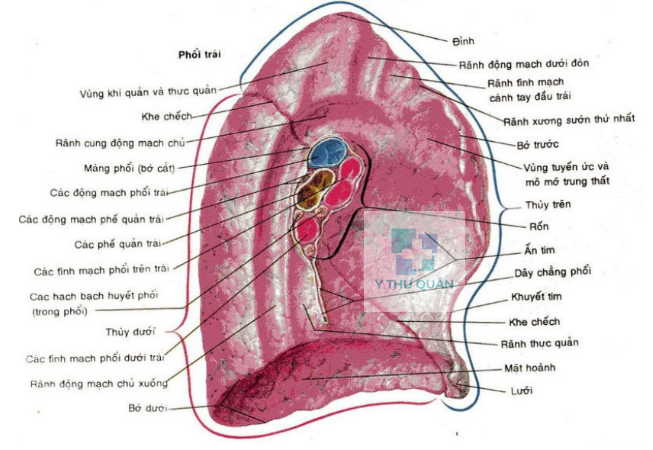 Phổi trái
Vùng khí quản và thực quản
Khe chếch
Rãnh cung động mạch chủ
Màng phổi (bờ cắt)
Các động mạch phổi trái
Các động mạch phế quản trái
Các phế quản trái
Các tĩnh mạch phổi trên trái
Các hạch bạch huyết phổi
(trong phổi)
Thùy dưới
Các tĩnh mạch phổi dưới trái
Rãnh động mạch chủ xuống
Bờ dưới
Đỉnh
Rãnh động mạch dưới đòn
Rãnh tĩnh mạch
cánh tay đầu trái
Rãnh xương sườn thứ nhất
Bờ trước
Vùng tuyến ức và
mô mỡ trung thất
Thùy trên
Rốn
Ấn tim
Dây chằng phổi
Khuyết tim
Khe chếch
Rãnh thực quản
Mặt hoành
Lưỡi
Y THƯ QUÁN